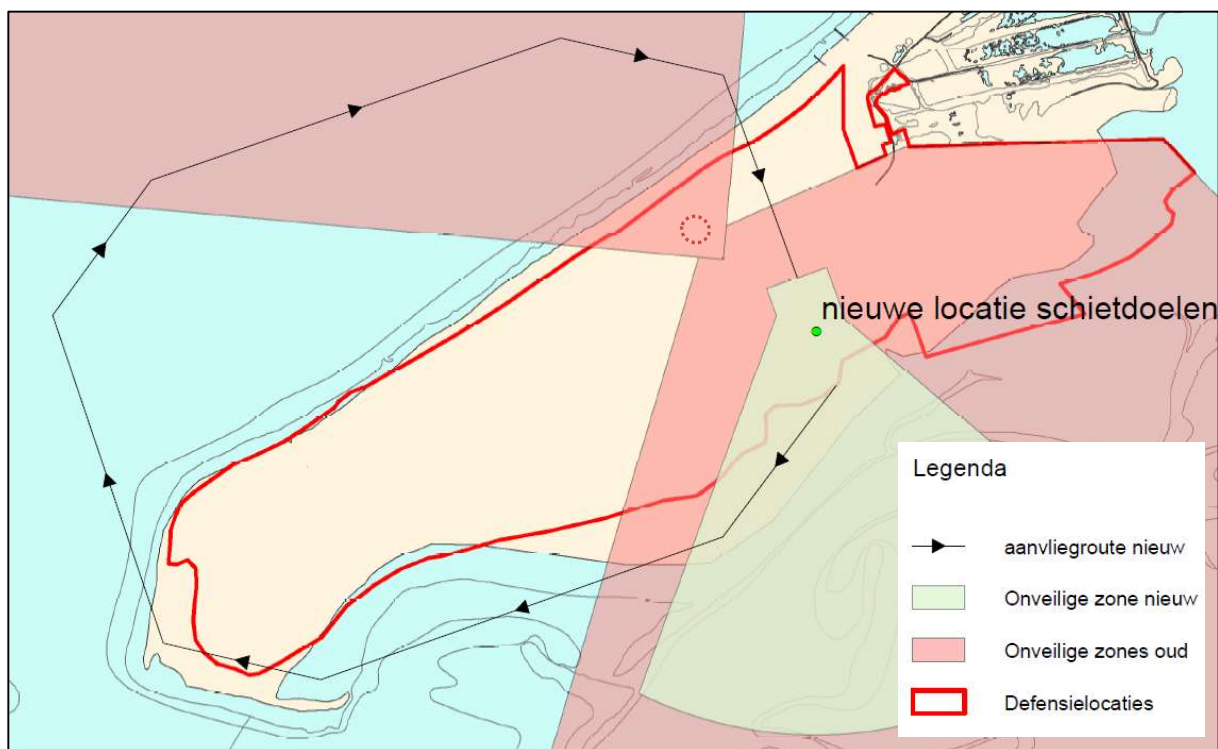 nieuwe locatie schietdoelen
Legenda
aanvliegroute nieuw
Onveilige zone nieuw
Onveilige zones oud
Defensielocaties